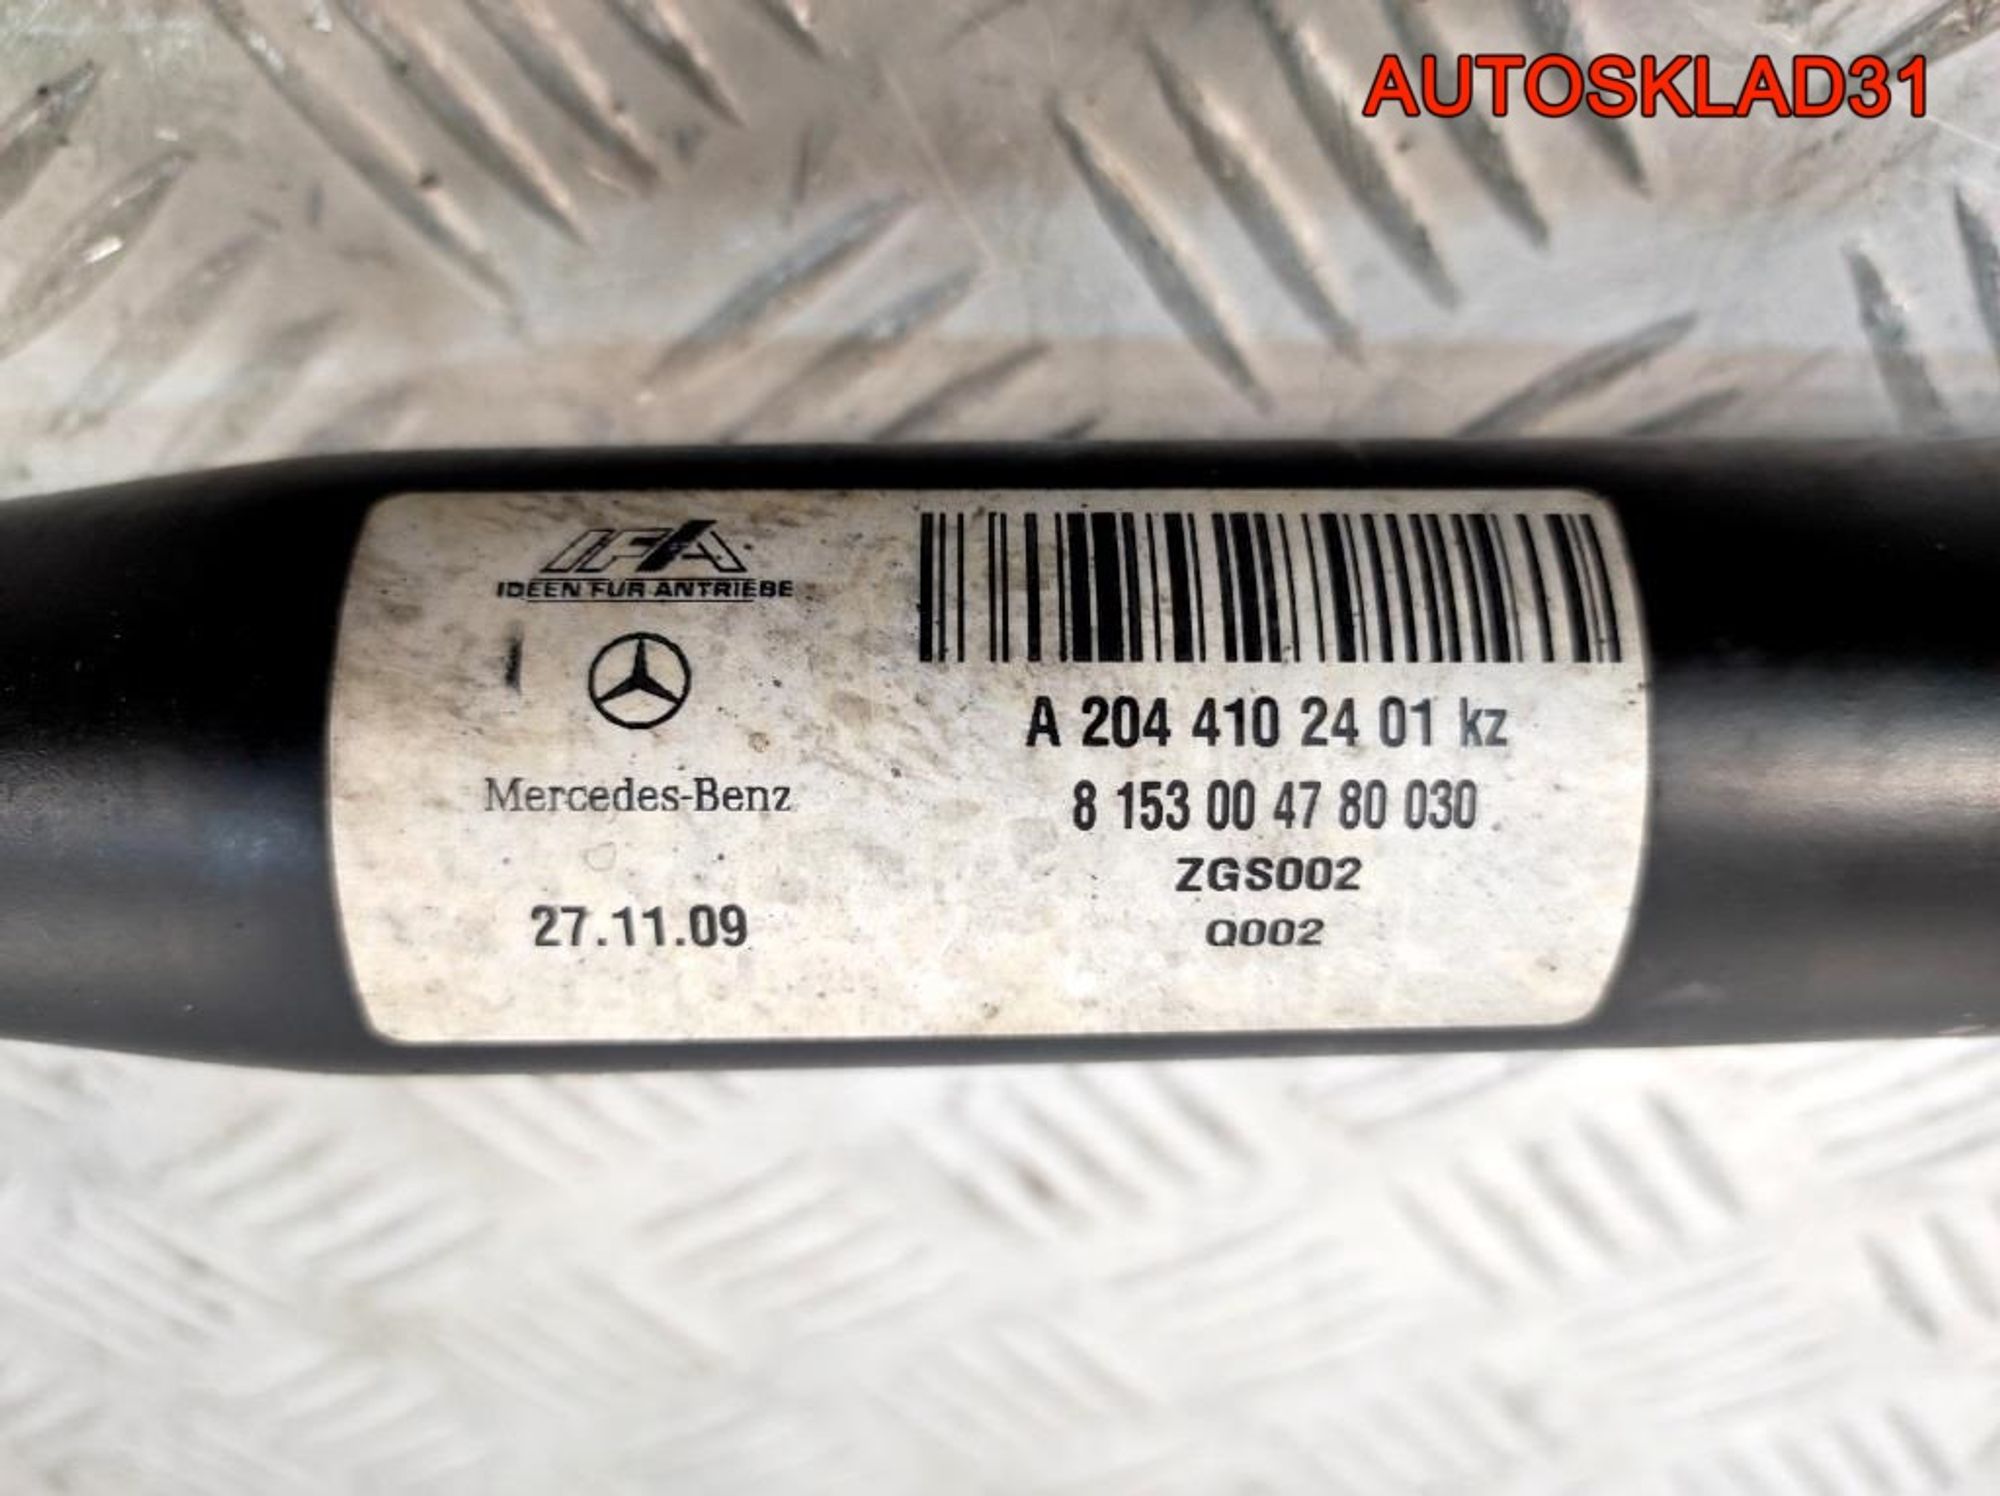 AUTOSKLAD31
IFA
IDEEN FÜR ANTRIEBE
Mercedes-Benz
27.11.09
A 204 410 24 01 kz
8 153 00 47 80 030
ZGS002
Q002